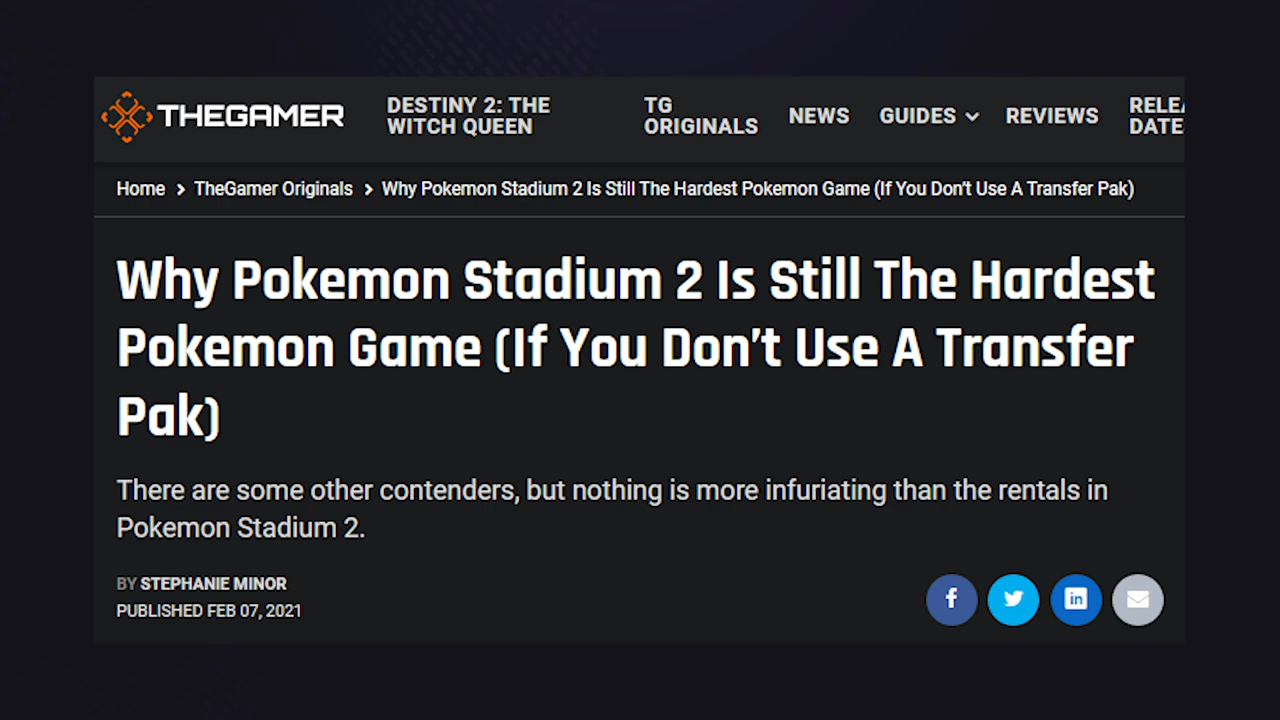 THEGAMER
DESTINY 2: THE
WITCH QUEEN
TG
ORIGINALS
NEWS
GUIDES
REVIEWS
DATE
Home > TheGamer Originals > Why Pokemon Stadium 2 Is Still The Hardest Pokemon Game (If You Don't Use A Transfer Pak)
Why Pokemon Stadium 2 Is Still The Hardest
Pokemon Game (If You Don’t Use A Transfer
Pak)
There are some other contenders, but nothing is more infuriating than the rentals in
Pokemon Stadium 2.
BY STEPHANIE MINOR
PUBLISHED FEB 07, 2021